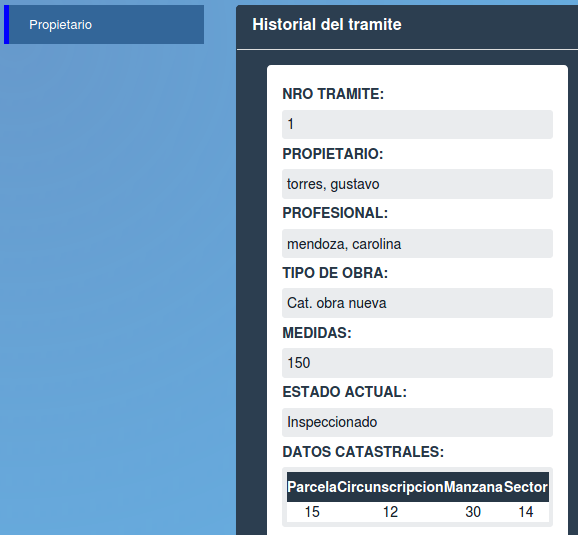 Propietario
Historial del tramite
NRO TRAMITE:
1
PROPIETARIO:
torres, gustavo
PROFESIONAL:
mendoza, carolina
TIPO DE OBRA:
Cat. obra nueva
MEDIDAS:
150
ESTADO ACTUAL:
Inspeccionado
DATOS CATASTRALES:
Parcela Circunscripcion Manzana Sector
15 12 30 14